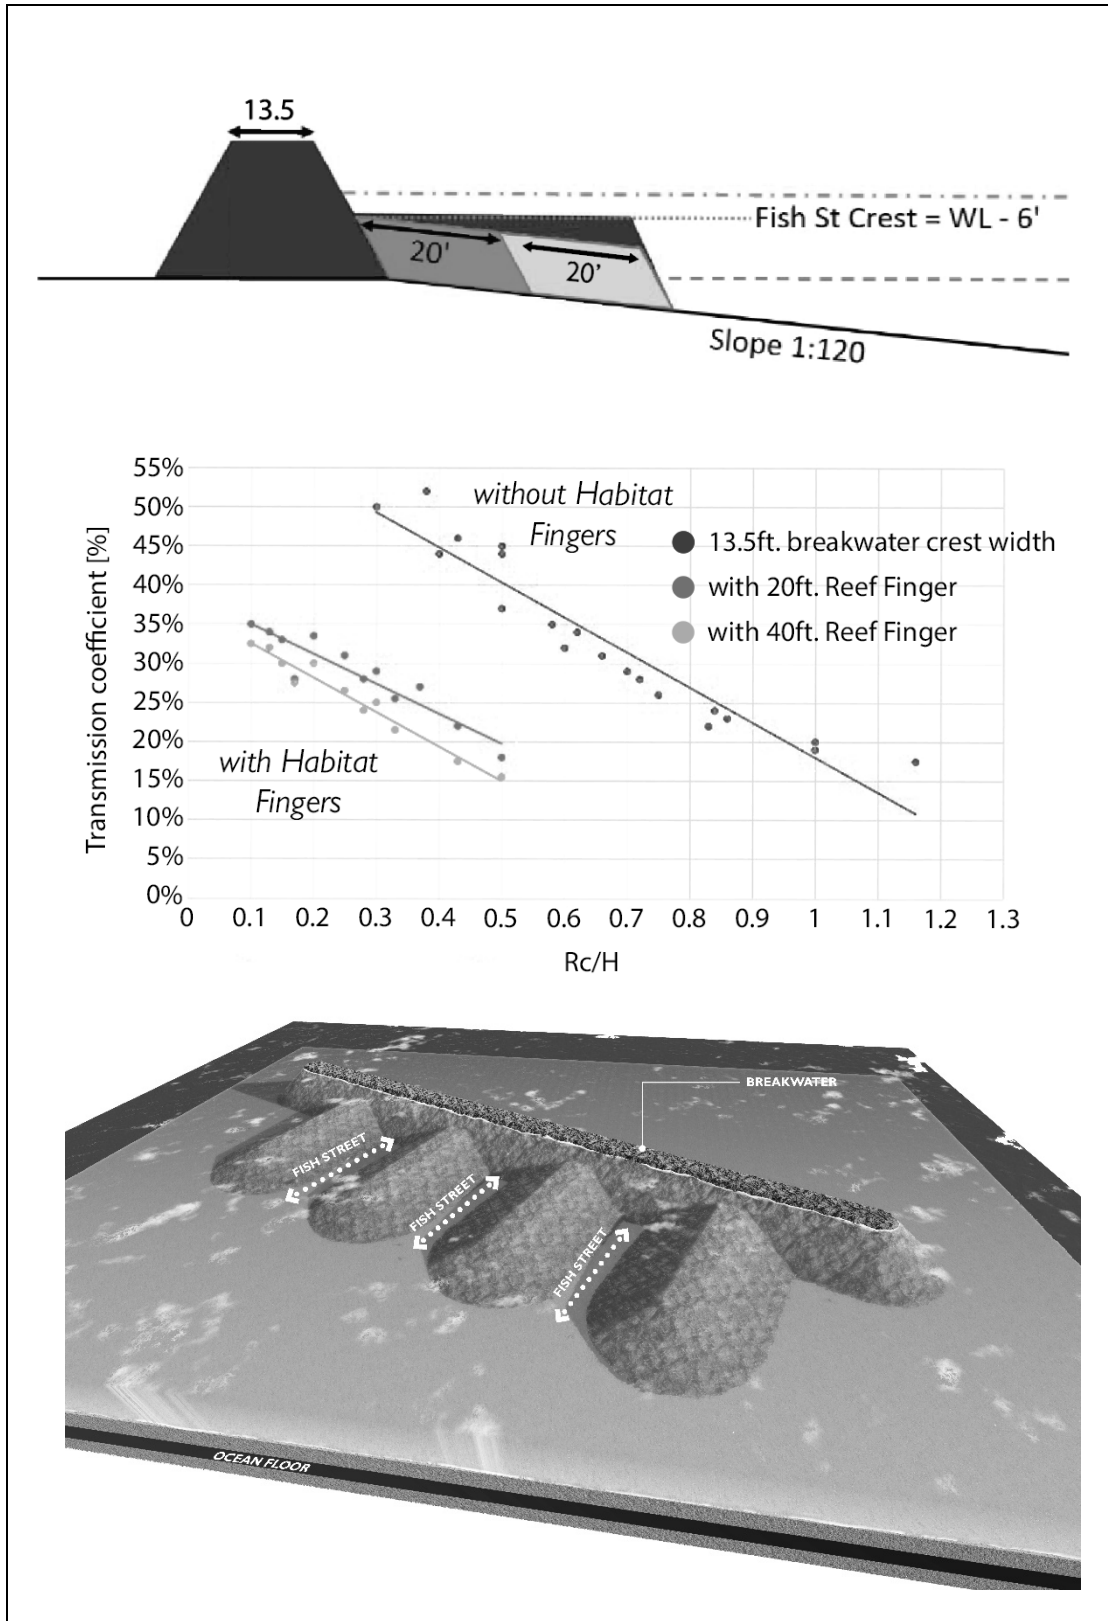 13.5
Fish St Crest = WL - 6'
20'
20'
Slope 1:120
55%
50%
45%
40%
35%
30%
25%
20%
15%
10%
5%
0%
Transmission coefficient [%]
without Habitat
Fingers
13.5ft. breakwater crest width
with 20ft. Reef Finger
with 40ft. Reef Finger
with Habitat
Fingers
0 0.1 0.2 0.3 0.4 0.5 0.6 0.7 0.8 0.9 1 1.1 1.2 1.3
Rc/H
BREAKWATER
FISH STREET
FISH STREET
FISH STREET
OCEAN FLOOR